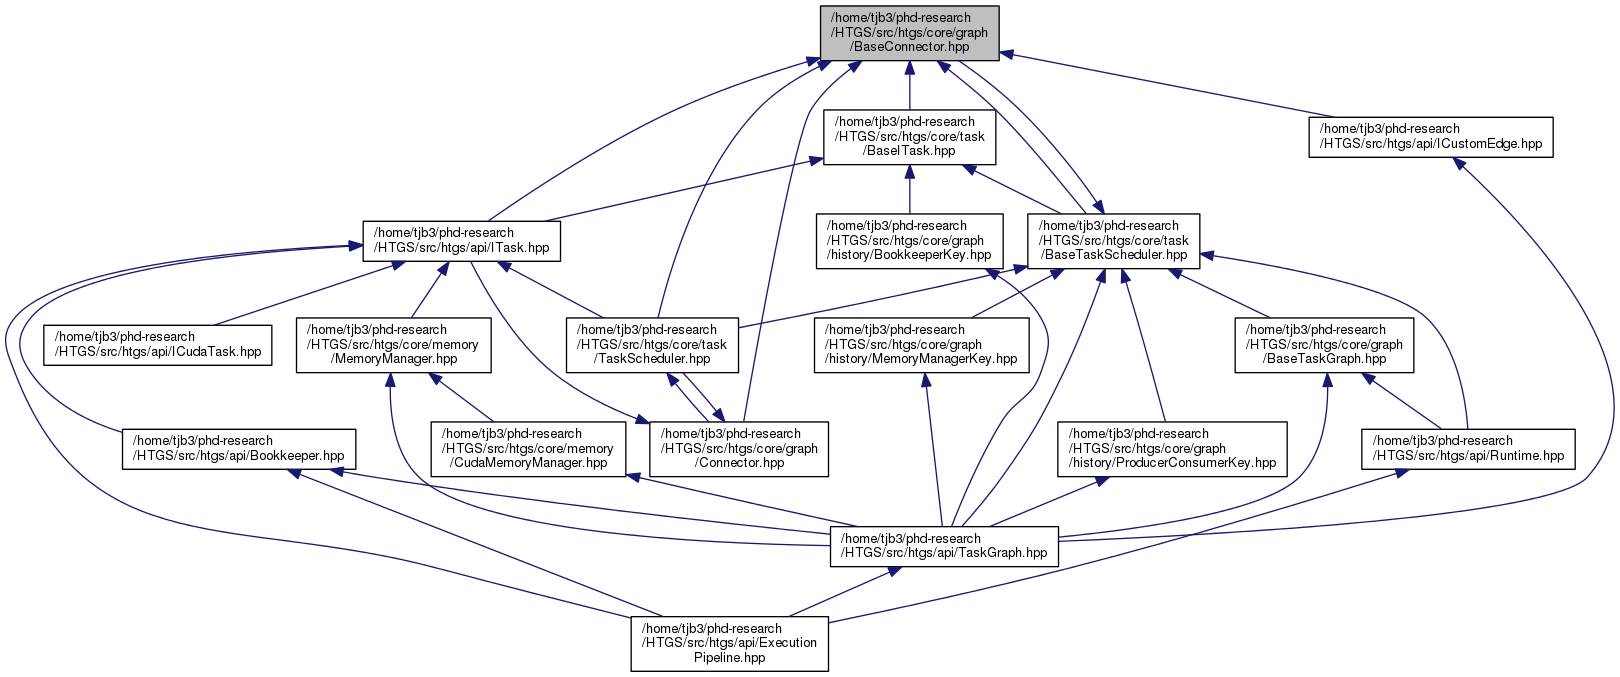 /home/tjb3/phd-research
/HTGS/src/htgs/core/graph
/BaseConnector.hpp
/home/tjb3/phd-research
/HTGS/src/htgs/core/task
/BaseITask.hpp
/home/tjb3/phd-research
/HTGS/src/htgs/api/ICustomEdge.hpp
/home/tjb3/phd-research
/HTGS/src/htgs/api/ITask.hpp
/home/tjb3/phd-research
/HTGS/src/htgs/core/graph
/history/BookkeeperKey.hpp
/home/tjb3/phd-research
/HTGS/src/htgs/core/task
/BaseTaskScheduler.hpp
/home/tjb3/phd-research
/HTGS/src/htgs/api/ICudaTask.hpp
/home/tjb3/phd-research
/HTGS/src/htgs/core/memory
/MemoryManager.hpp
/home/tjb3/phd-research
/HTGS/src/htgs/core/task
/TaskScheduler.hpp
/home/tjb3/phd-research
/HTGS/src/htgs/core/graph
/history/MemoryManagerKey.hpp
/home/tjb3/phd-research
/HTGS/src/htgs/core/graph
/BaseTaskGraph.hpp
/home/tjb3/phd-research
/HTGS/src/htgs/api/Bookkeeper.hpp
/home/tjb3/phd-research
/HTGS/src/htgs/core/memory
/CudaMemoryManager.hpp
/home/tjb3/phd-research
/HTGS/src/htgs/core/graph
/Connector.hpp
/home/tjb3/phd-research
/HTGS/src/htgs/core/graph
/history/ProducerConsumerKey.hpp
/home/tjb3/phd-research
/HTGS/src/htgs/api/Runtime.hpp
/home/tjb3/phd-research
/HTGS/src/htgs/api/TaskGraph.hpp
/home/tjb3/phd-research
/HTGS/src/htgs/api/Execution
Pipeline.hpp